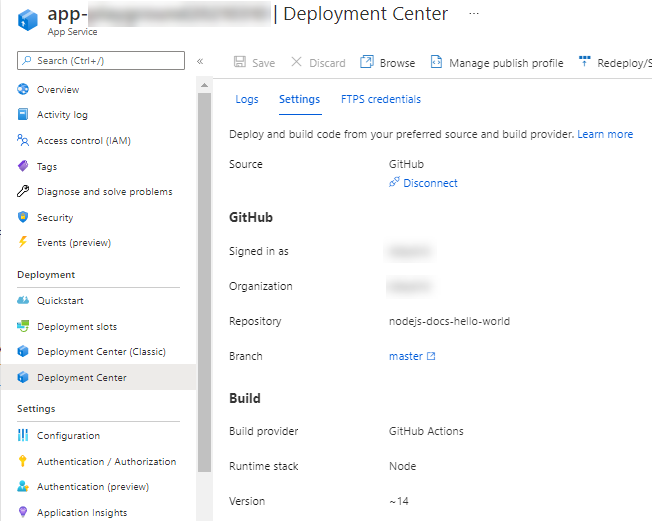 app- | Deployment Center ...
App Service
Search (Ctrl+/)
«
Save
Discard
Browse
Manage publish profile
Redeploy/S
Overview
Activity log
Access control (IAM)
Tags
Diagnose and solve problems
Security
Events (preview)
Deployment
Quickstart
Deployment slots
Deployment Center (Classic)
Deployment Center
Settings
Configuration
Authentication / Authorization
Authentication (preview)
Application Insights
Logs
Settings
FTPS credentials
Deploy and build code from your preferred source and build provider. Learn more
Source GitHub
Disconnect
GitHub
Signed in as
Organization
Repository nodejs-docs-hello-world
Branch master
Build
Build provider GitHub Actions
Runtime stack Node
Version ~14